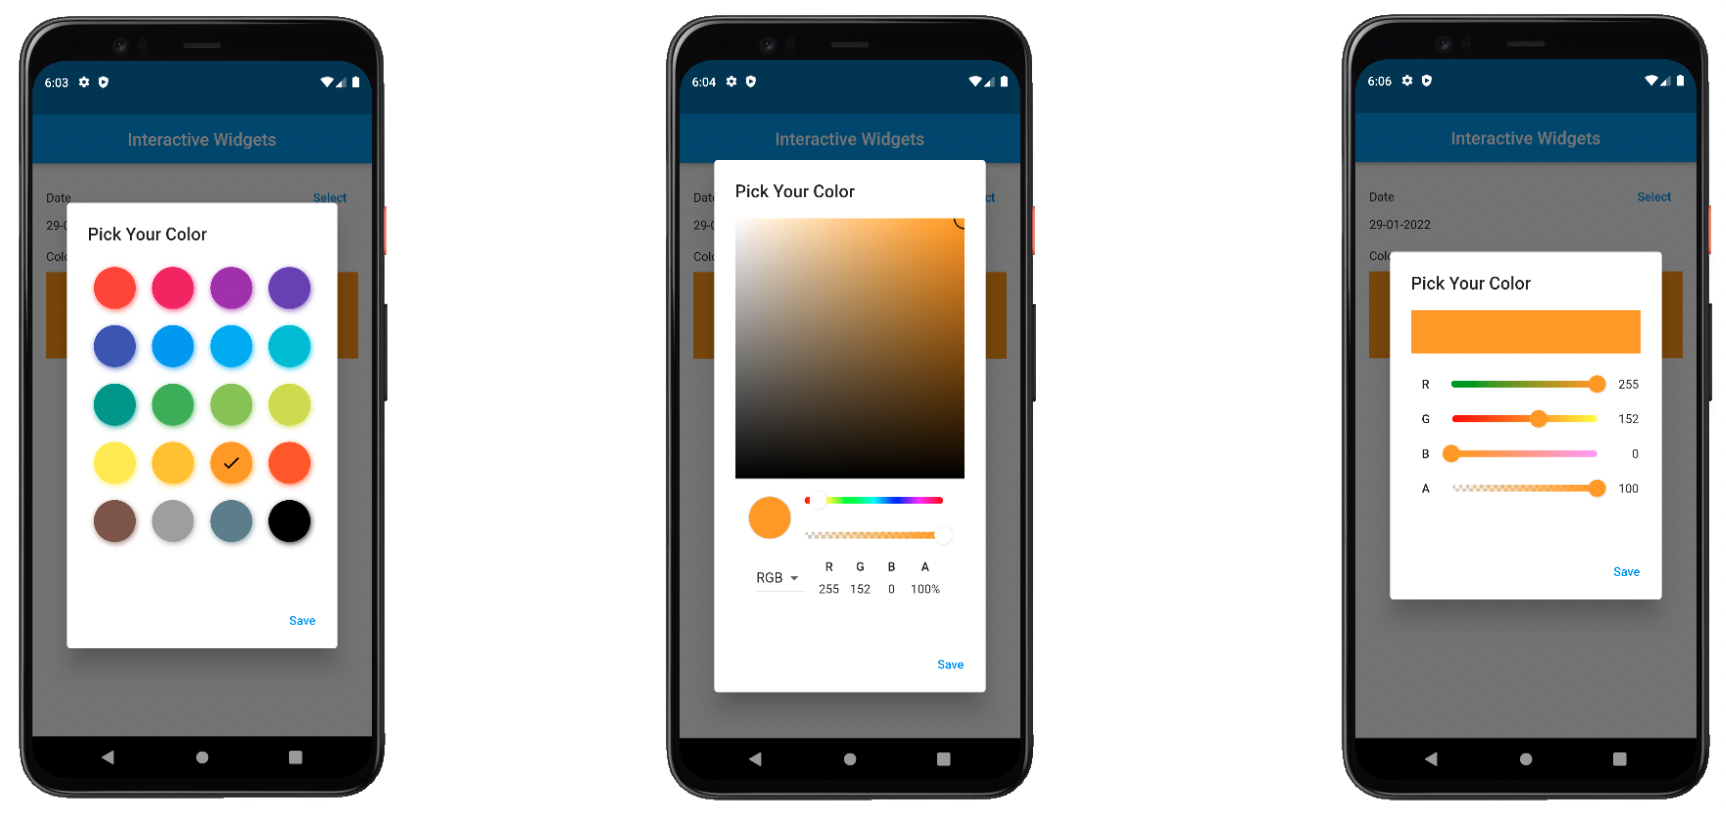 6:03
Interactive Widgets
Date
Select
29-0
Colo
Pick Your Color
Save
6:04
Interactive Widgets
Date
ct
29-0
Colo
Pick Your Color
RGB
R G B A
255 152 0 100%
Save
6:06
Interactive Widgets
Date
Select
29-01-2022
Colo
Pick Your Color
R 255
G 152
B 0
A 100
Save